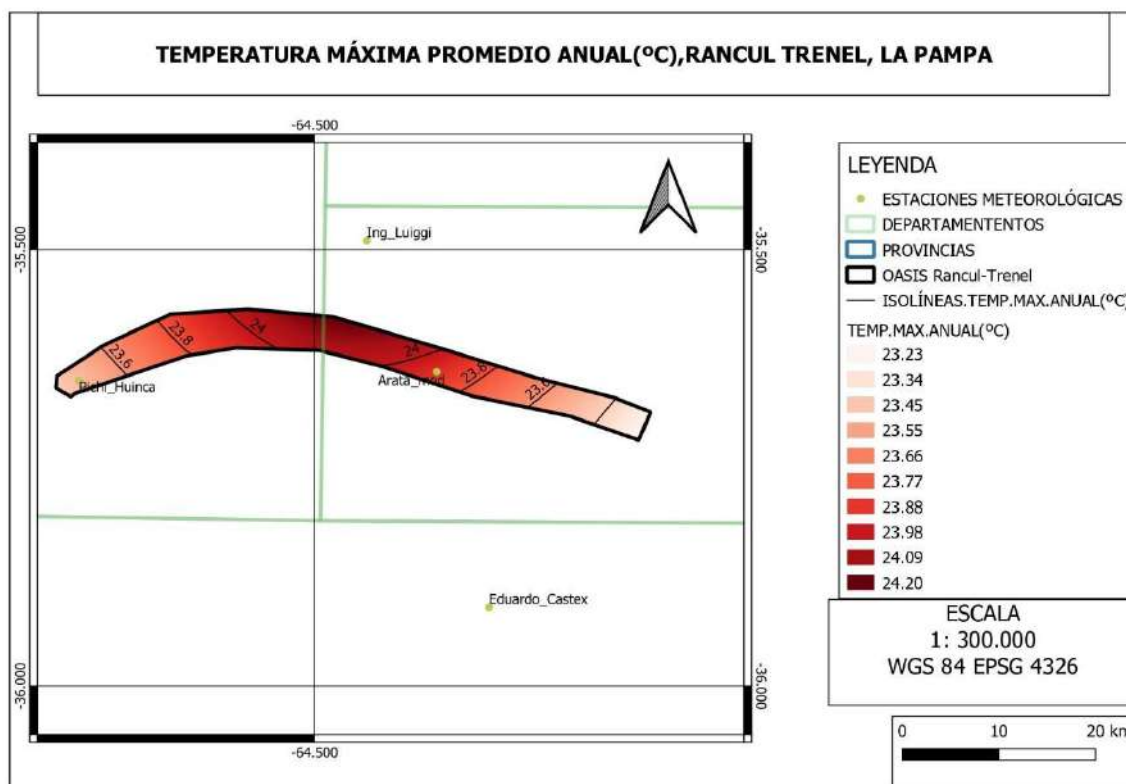 TEMPERATURA MÁXIMA PROMEDIO ANUAL(ºC),RANCUL TRENEL, LA PAMPA
-64.500
-35.500
-35.500
Ing_Luiggi
24
23.8
23.6
Pichi_Huinca
24
Arata_mod
23.8
23.6
Eduardo_Castex
-36.000
-36.000
-64.500
LEYENDA
ESTACIONES METEOROLÓGICAS
DEPARTAMENTENTOS
PROVINCIAS
OASIS Rancul-Trenel
ISOLÍNEAS.TEMP.MAX.ANUAL(ºC)
TEMP.MAX.ANUAL(ºC)
23.23
23.34
23.45
23.55
23.66
23.77
23.88
23.98
24.09
24.20
ESCALA
1: 300.000
WGS 84 EPSG 4326
0 10 20 km